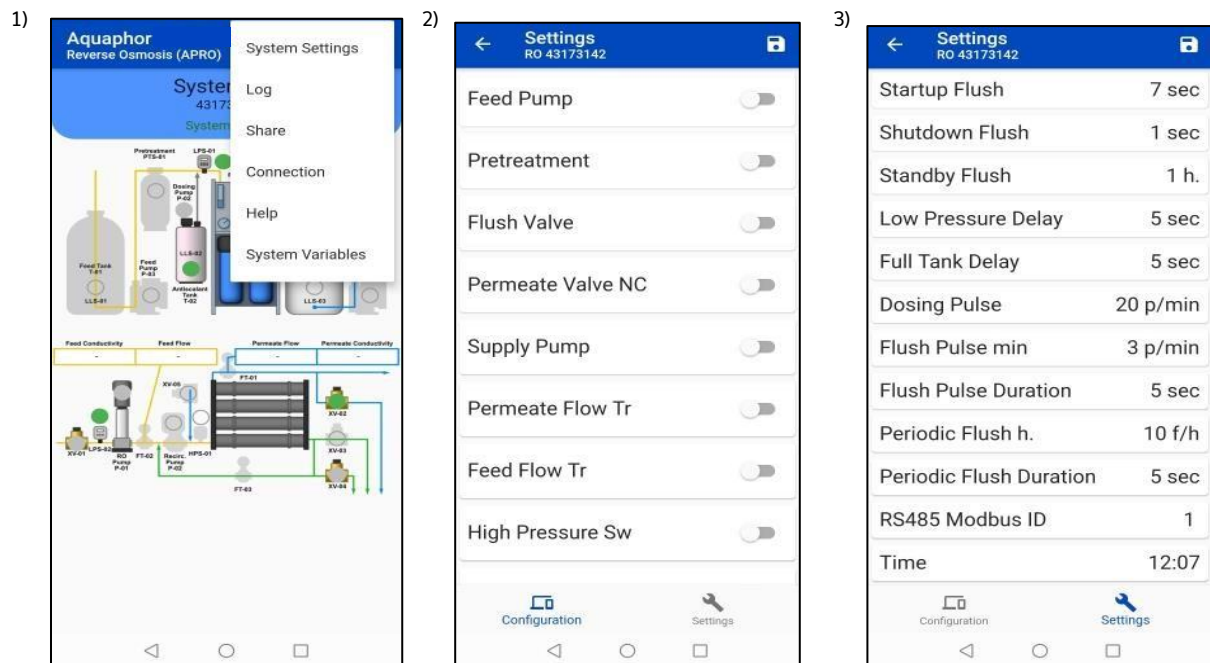 1)
Aquaphor
Reverse Osmosis (APRO)
System
43173
System
System Settings
Log
Share
Connection
Help
System Variables
Pretreatment
PTS-01
LPS-01
Dosing
Pump
P-02
Feed Tank
T-01
LLS-01
Feed
Pump
P-03
LLS-02
Antiscalant
Tank
T-02
LLS-03
Feed Conductivity
Feed Flow
Permeate Flow
Permeate Conductivity
-
-
-
-
FT-01
XV-05
XV-02
XV-01
LPS-02
RO
Pump
P-01
FT-02
Recirc.
Pump
P-02
HPS-01
XV-03
FT-03
XV-04
2)
Settings
RO 43173142
Feed Pump
Pretreatment
Flush Valve
Permeate Valve NC
Supply Pump
Permeate Flow Tr
Feed Flow Tr
High Pressure Sw
Configuration
Settings
3)
Settings
RO 43173142
Startup Flush 7 sec
Shutdown Flush 1 sec
Standby Flush 1 h.
Low Pressure Delay 5 sec
Full Tank Delay 5 sec
Dosing Pulse 20 p/min
Flush Pulse min 3 p/min
Flush Pulse Duration 5 sec
Periodic Flush h. 10 f/h
Periodic Flush Duration 5 sec
RS485 Modbus ID 1
Time 12:07
Configuration
Settings